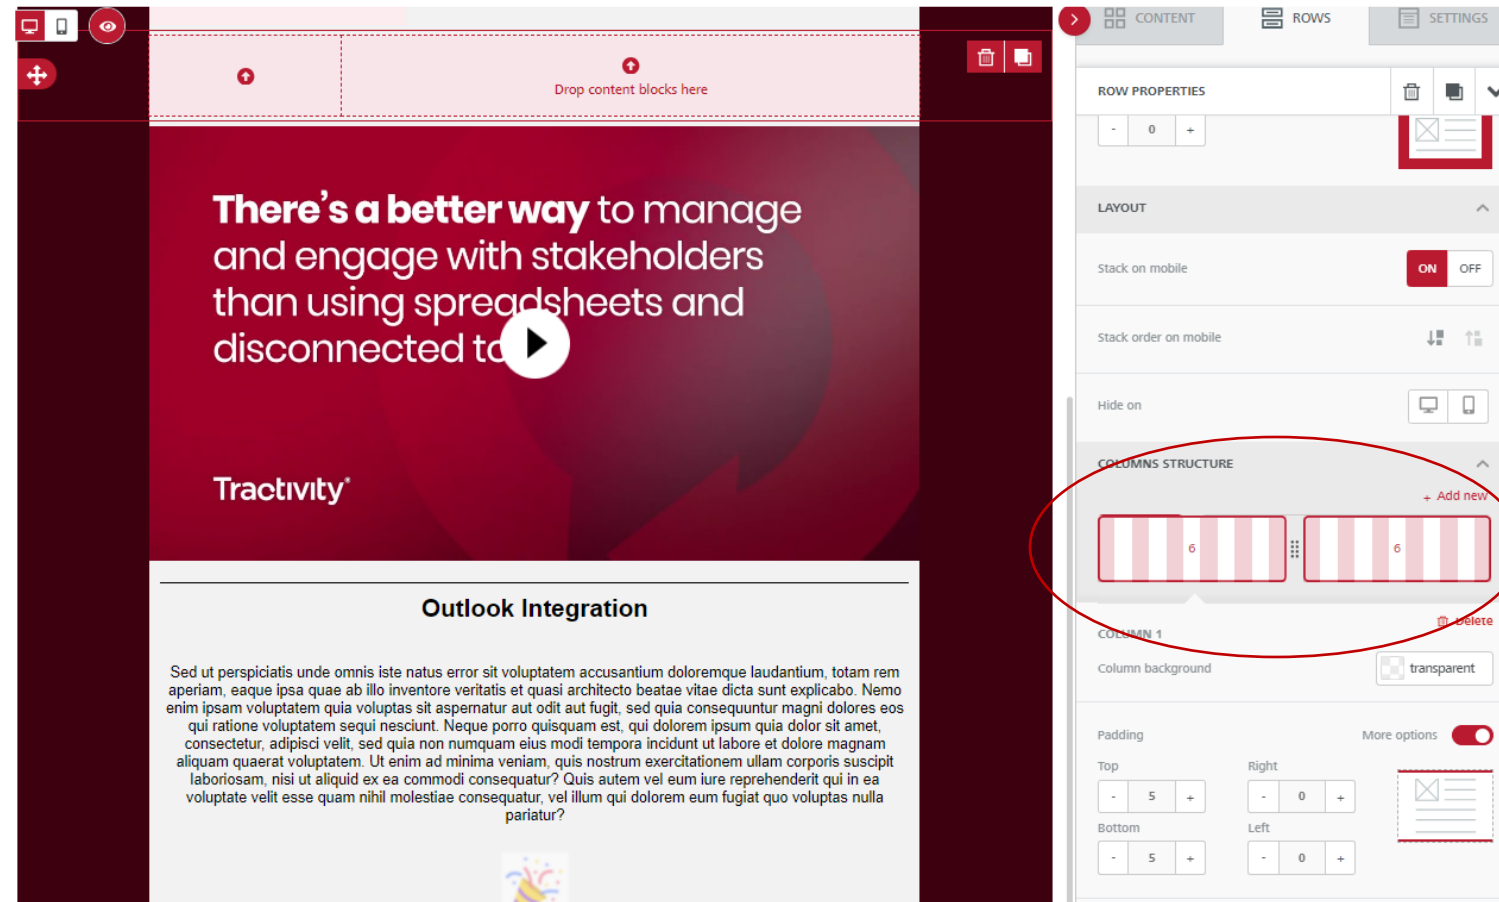 CONTENT
ROWS
SETTINGS
Drop content blocks here
ROW PROPERTIES
- 0 +
There's a better way to manage
and engage with stakeholders
than using spreadsheets and
disconnected to
Tractivity
LAYOUT
Stack on mobile
ON OFF
Stack order on mobile
Hide on
COLUMNS STRUCTURE
+ Add new
6 6
Delete
COLUMN 1
Column background
transparent
Padding
More options
Top Right
- 5 + - 0 +
Bottom Left
- 5 + - 0 +
Outlook Integration
Sed ut perspiciatis unde omnis iste natus error sit voluptatem accusantium doloremque laudantium, totam rem
aperiam, eaque ipsa quae ab illo inventore veritatis et quasi architecto beatae vitae dicta sunt explicabo. Nemo
enim ipsam voluptatem quia voluptas sit aspernatur aut odit aut fugit, sed quia consequuntur magni dolores eos
qui ratione voluptatem sequi nesciunt. Neque porro quisquam est, qui dolorem ipsum quia dolor sit amet,
consectetur, adipisci velit, sed quia non numquam eius modi tempora incidunt ut labore et dolore magnam
aliquam quaerat voluptatem. Ut enim ad minima veniam, quis nostrum exercitationem ullam corporis suscipit
laboriosam, nisi ut aliquid ex ea commodi consequatur? Quis autem vel eum iure reprehenderit qui in ea
voluptate velit esse quam nihil molestiae consequatur, vel illum qui dolorem eum fugiat quo voluptas nulla
pariatur?